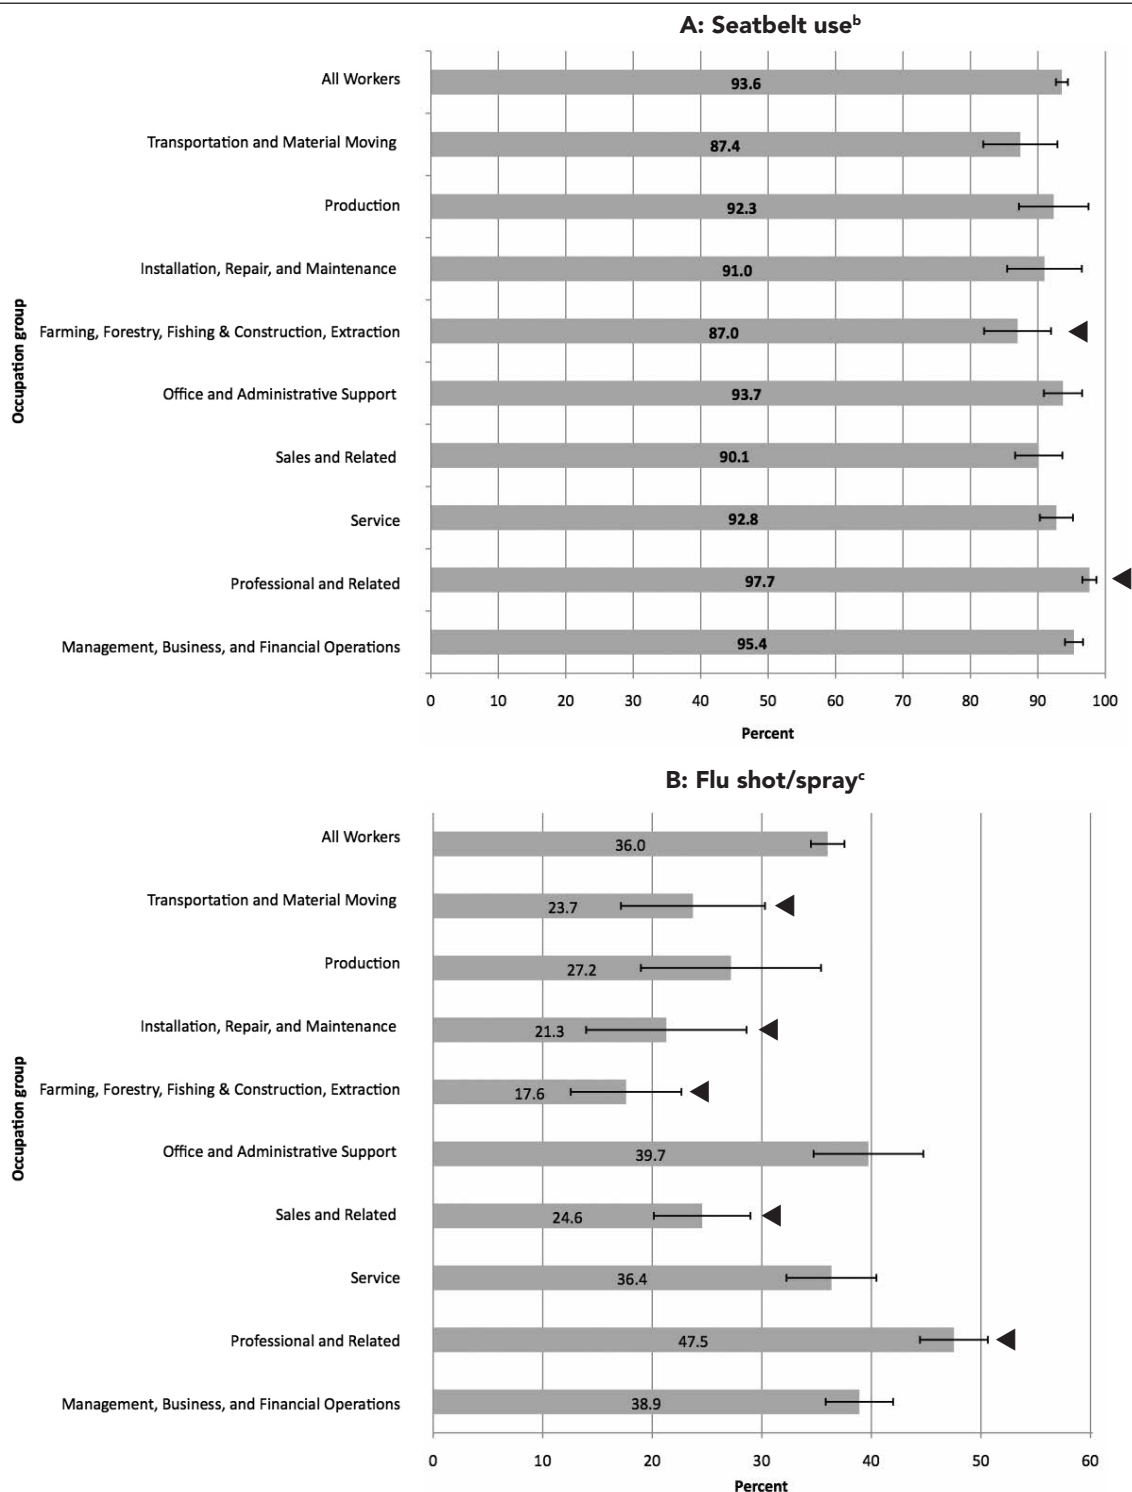 A: Seatbelt useᵇ
Occupation group
All Workers
93.6
Transportation and Material Moving
87.4
Production
92.3
Installation, Repair, and Maintenance
91.0
Farming, Forestry, Fishing & Construction, Extraction
87.0
Office and Administrative Support
93.7
Sales and Related
90.1
Service
92.8
Professional and Related
97.7
Management, Business, and Financial Operations
95.4
0 10 20 30 40 50 60 70 80 90 100
Percent
B: Flu shot/sprayᶜ
Occupation group
All Workers
36.0
Transportation and Material Moving
23.7
Production
27.2
Installation, Repair, and Maintenance
21.3
Farming, Forestry, Fishing & Construction, Extraction
17.6
Office and Administrative Support
39.7
Sales and Related
24.6
Service
36.4
Professional and Related
47.5
Management, Business, and Financial Operations
38.9
0 10 20 30 40 50 60
Percent